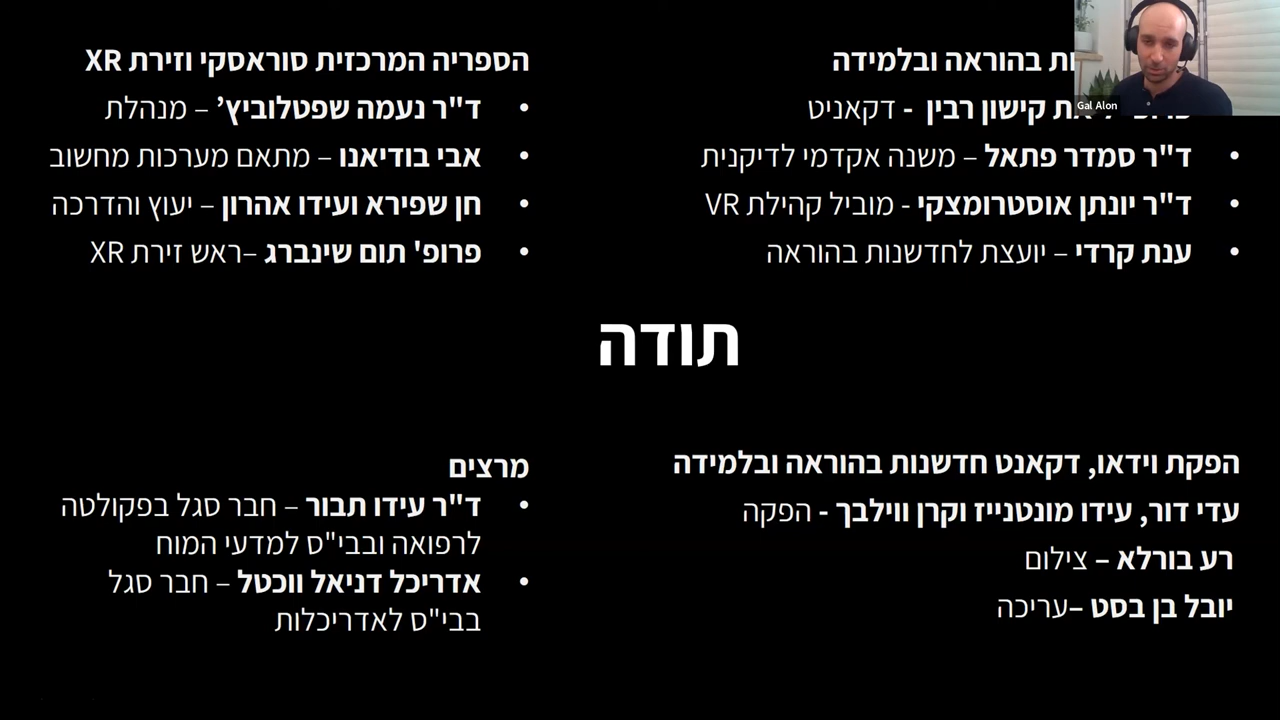 ות בהוראה ובלמידה
קישון רבין - דקאניט
• ד"ר סמדר פתאל – משנה אקדמי לדיקנית
• ד"ר יונתן אוסטרומצקי - מוביל קהילת VR
• ענת קרדי – יועצת לחדשנות בהוראה
הספריה המרכזית סוראסקי וזירת XR
• ד"ר נעמה שפטלוביץ’ – מנהלת
• אבי בודיאנו – מתאם מערכות מחשוב
• חן שפירא ועידו אהרון – יעוץ והדרכה
• פרופ' תום שינברג –ראש זירת XR
Gal Alon
תודה
הפקת וידאו, דקאנט חדשנות בהוראה ובלמידה
עדי דור, עידו מונטנייז וקרן ווילבך - הפקה
רע בורלא – צילום
יובל בן בסט –עריכה
מרצים
• ד"ר עידו תבור – חבר סגל בפקולטה
לרפואה ובבי"ס למדעי המוח
• אדריכל דניאל ווכטל – חבר סגל
בבי"ס לאדריכלות